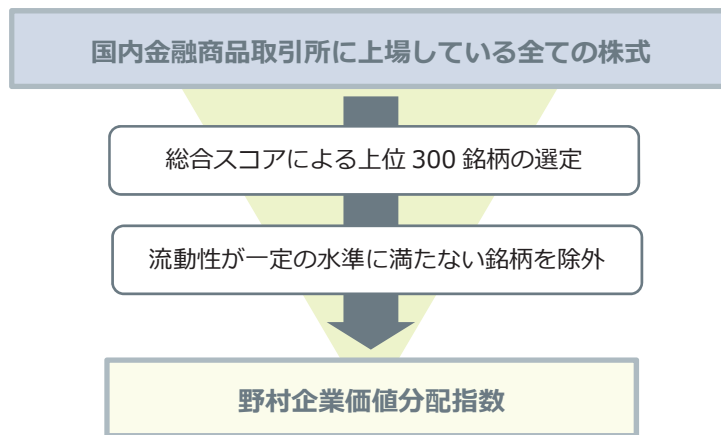 国内金融商品取引所に上場している全ての株式
総合スコアによる上位 300 銘柄の選定
流動性が一定の水準に満たない銘柄を除外
野村企業価値分配指数